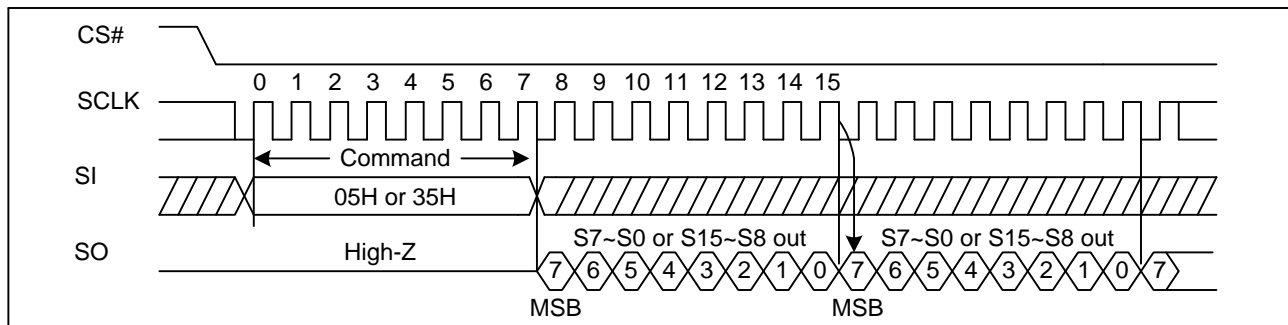 CS#
0 1 2 3 4 5 6 7 8 9 10 11 12 13 14 15
SCLK
Command
SI
05H or 35H
S7~S0 or S15~S8 out S7~S0 or S15~S8 out
SO High-Z
7 6 5 4 3 2 1 0 7 6 5 4 3 2 1 0 7
MSB MSB